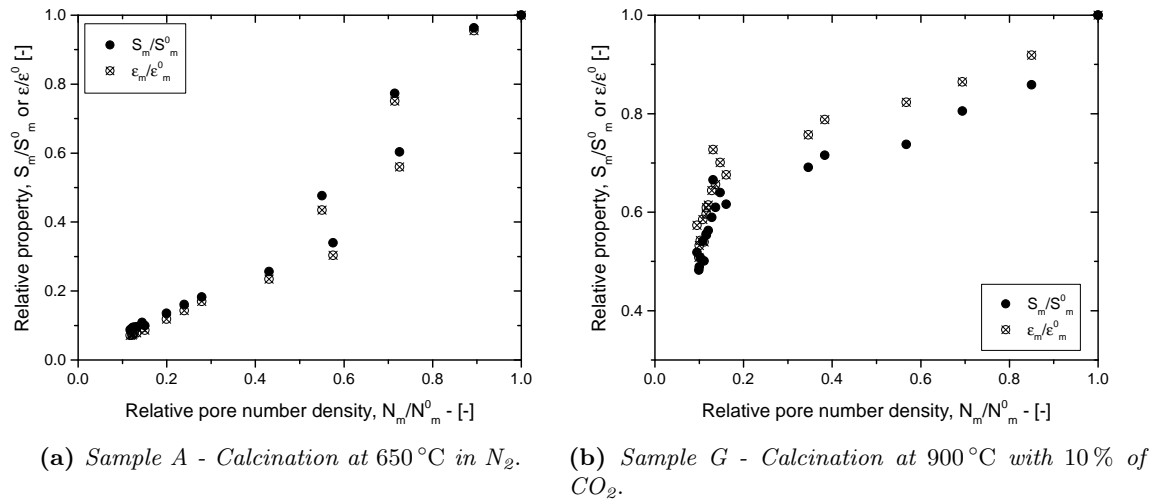 1.0
0.8
0.6
0.4
0.2
0.0
Relative property, S_m/S^0_m or ε/ε^0 [-]
S_m/S^0_m
ε_m/ε^0_m
0.0 0.2 0.4 0.6 0.8 1.0
Relative pore number density, N_m/N^0_m - [-]
(a) Sample A - Calcination at 650 °C in N_2.
1.0
0.8
0.6
0.4
Relative property, S_m/S^0_m or ε/ε^0 [-]
S_m/S^0_m
ε_m/ε^0_m
0.0 0.2 0.4 0.6 0.8 1.0
Relative pore number density, N_m/N^0_m - [-]
(b) Sample G - Calcination at 900 °C with 10 % of
CO_2.